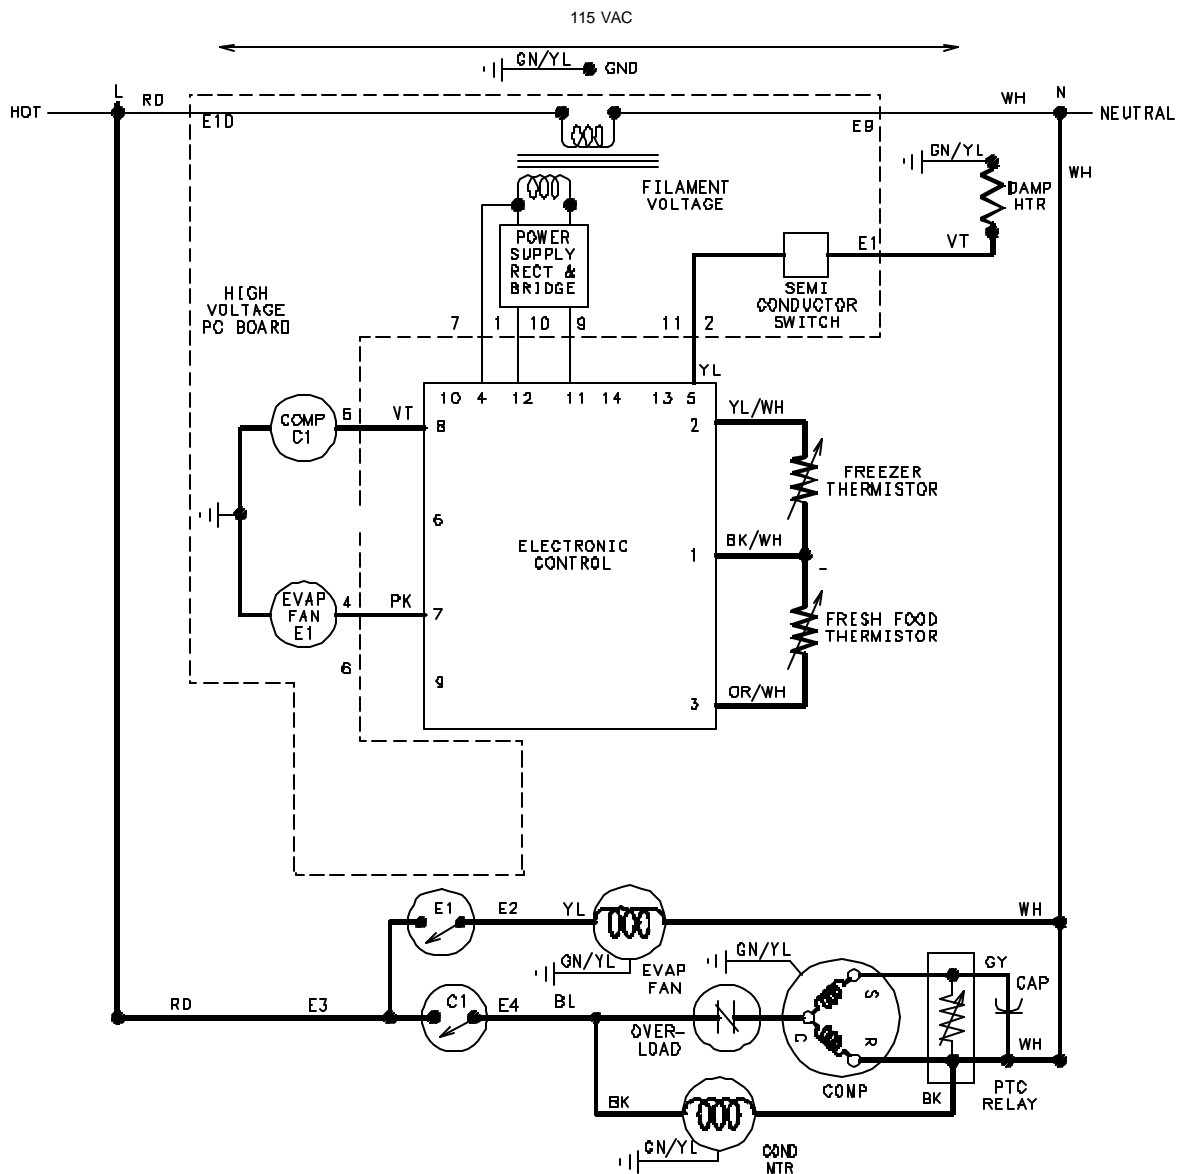 115 VAC
GN/YL GND
L
RD
WH
N
HOT
NEUTRAL
E10
E9
GN/YL
WH
DAMP
HTR
FILAMENT
VOLTAGE
POWER
SUPPLY
RECT &
BRIDGE
E1
VT
SEMI
CONDUCTOR
SWITCH
HIGH
VOLTAGE
PC BOARD
7 1 10 9 11 2
YL
10 4 12 11 14 13 5
COMP
C1
5
VT
8
2
YL/WH
FREEZER
THERMISTOR
6
ELECTRONIC
CONTROL
1
BK/WH
-
EVAP
FAN
E1
4
PK
7
FRESH FOOD
THERMISTOR
6
9
3
OR/WH
E1
E2
YL
WH
GN/YL
EVAP
FAN
GN/YL
GY
CAP
RD
E3
C1
E4
BL
OVER-
LOAD
S
C
R
WH
COMP
PTC
RELAY
BK
BK
GN/YL
COND
MTR